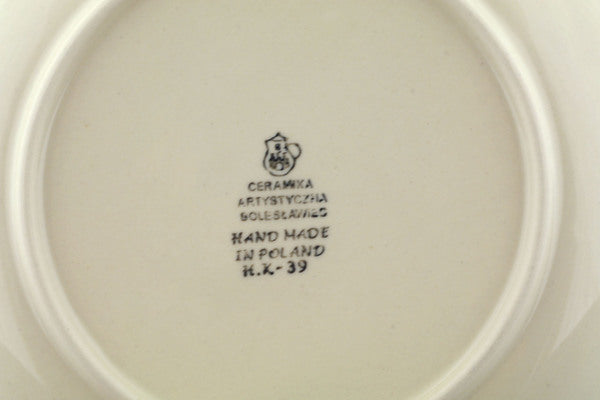 CERAMIKA
ARTYSTYCZNA
BOLESŁAWIEC
HAND MADE
IN POLAND
H.K-39